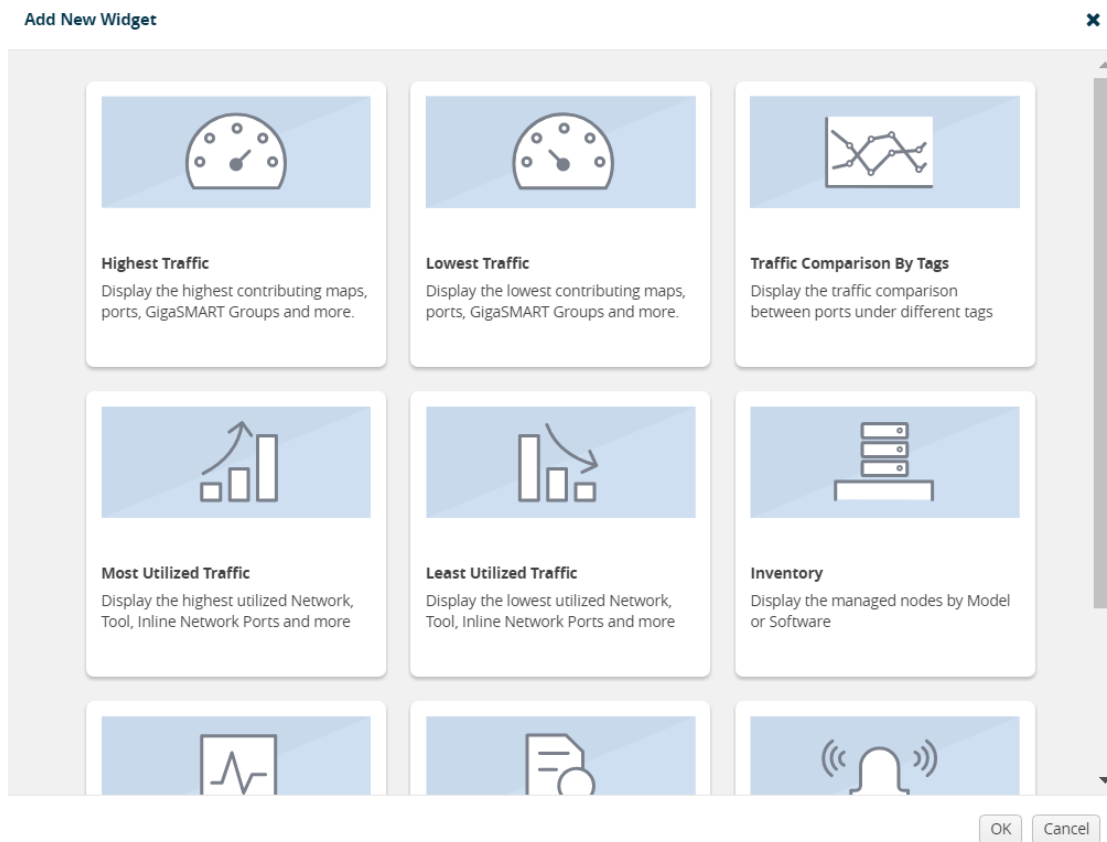 Add New Widget
Highest Traffic
Display the highest contributing maps,
ports, GigaSMART Groups and more.
Lowest Traffic
Display the lowest contributing maps,
ports, GigaSMART Groups and more.
Traffic Comparison By Tags
Display the traffic comparison
between ports under different tags
Most Utilized Traffic
Display the highest utilized Network,
Tool, Inline Network Ports and more
Least Utilized Traffic
Display the lowest utilized Network,
Tool, Inline Network Ports and more
Inventory
Display the managed nodes by Model
or Software
OK
Cancel